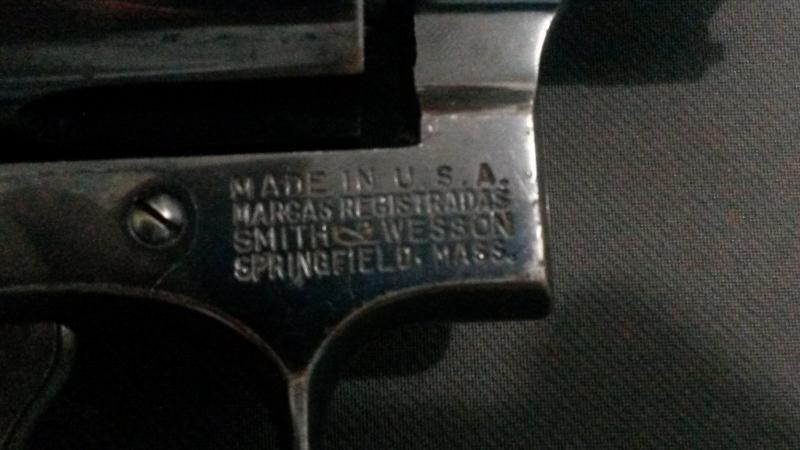 MADE IN U.S.A.
MARCAS REGISTRADAS
SMITH & WESSON
SPRINGFIELD. MASS.